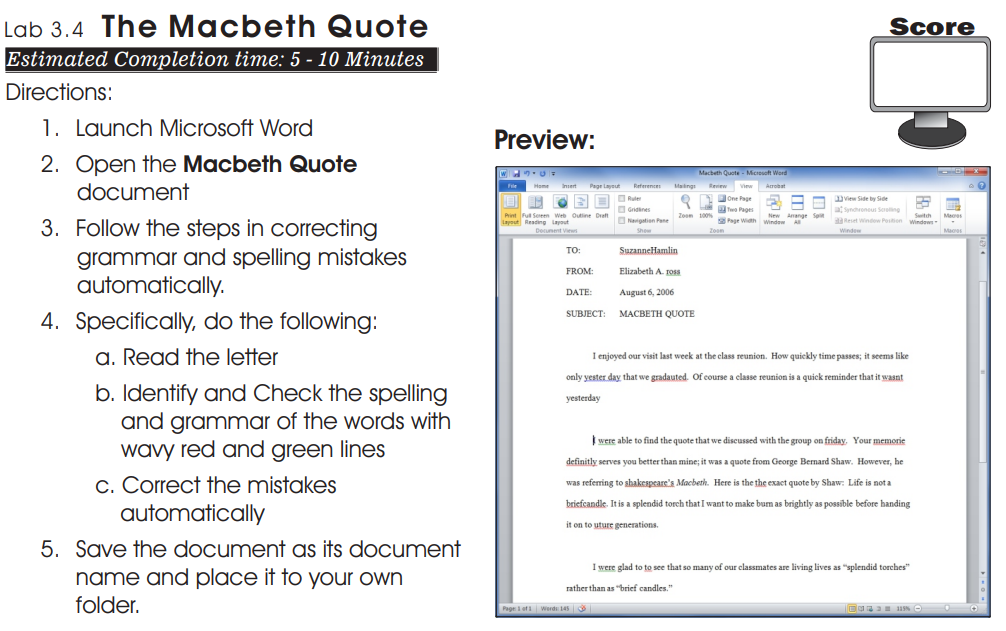 Lab 3.4 The Macbeth Quote
Estimated Completion time: 5 - 10 Minutes
Score
Directions:
1. Launch Microsoft Word
2. Open the Macbeth Quote
document
3. Follow the steps in correcting
grammar and spelling mistakes
automatically.
4. Specifically, do the following:
a. Read the letter
b. Identify and Check the spelling
and grammar of the words with
wavy red and green lines
c. Correct the mistakes
automatically
5. Save the document as its document
name and place it to your own
folder.
Preview:
Macbeth Quote - Microsoft Word
File Home Insert Page Layout References Mailings Review View Acrobat
Print Layout
Full Screen Reading
Web Layout
Outline
Draft
Document Views
Ruler
Gridlines
Navigation Pane
Show
Zoom
100%
One Page
Two Pages
Page Width
Zoom
New Window
Arrange All
Split
View Side by Side
Synchronous Scrolling
Reset Window Position
Window
Switch Windows
Macros
Macros
TO: SuzanneHamlin
FROM: Elizabeth A. ross
DATE: August 6, 2006
SUBJECT: MACBETH QUOTE
I enjoyed our visit last week at the class reunion. How quickly time passes; it seems like
only yester day that we gradauted. Of course a classe reunion is a quick reminder that it wasnt
yesterday
I were able to find the quote that we discussed with the group on friday. Your memorie
definitly serves you better than mine; it was a quote from George Bernard Shaw. However, he
was referring to shakespeare's Macbeth. Here is the the exact quote by Shaw: Life is not a
briefcandle. It is a splendid torch that I want to make burn as brightly as possible before handing
it on to uture generations.
I were glad to to see that so many of our classmates are living lives as “splendid torches”
rather than as “brief candles.”
Page: 1 of 1 Words: 145 115%